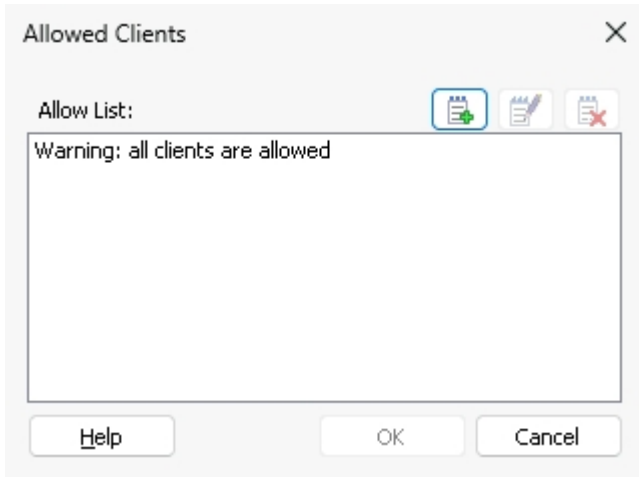 Allowed Clients
Allow List:
Warning: all clients are allowed
Help
OK
Cancel